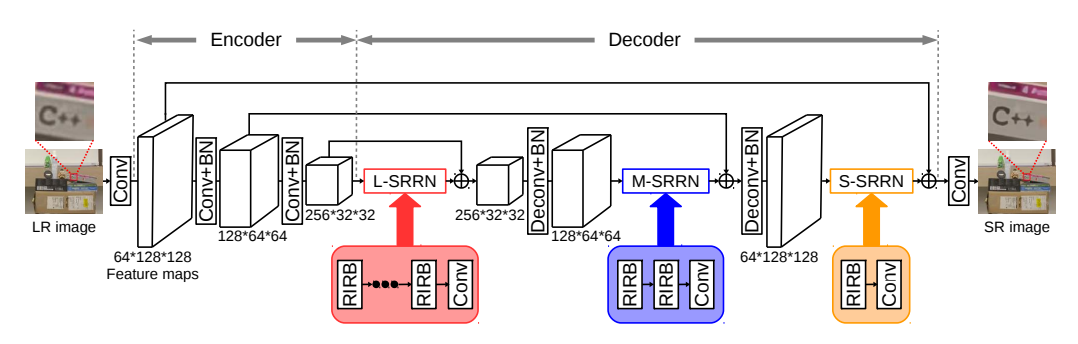 Encoder
Decoder
C++
LR image
Conv
64*128*128
Feature maps
Conv+BN
128*64*64
Conv+BN
256*32*32
L-SRRN
256*32*32
Deconv+BN
128*64*64
M-SRRN
Deconv+BN
64*128*128
S-SRRN
Conv
C++
SR image
RIRB
RIRB
Conv
RIRB
RIRB
Conv
RIRB
Conv